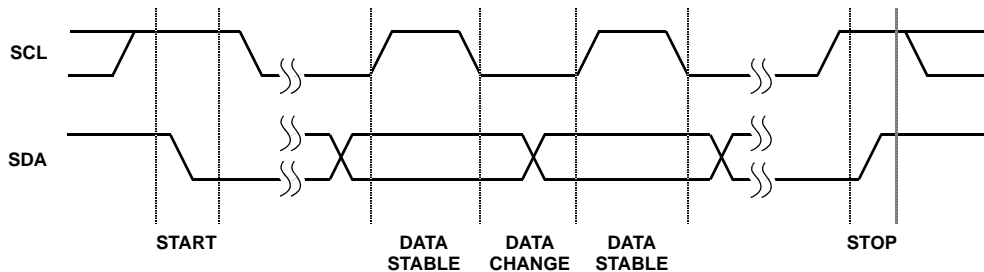 SCL
SDA
START
DATA
STABLE
DATA
CHANGE
DATA
STABLE
STOP